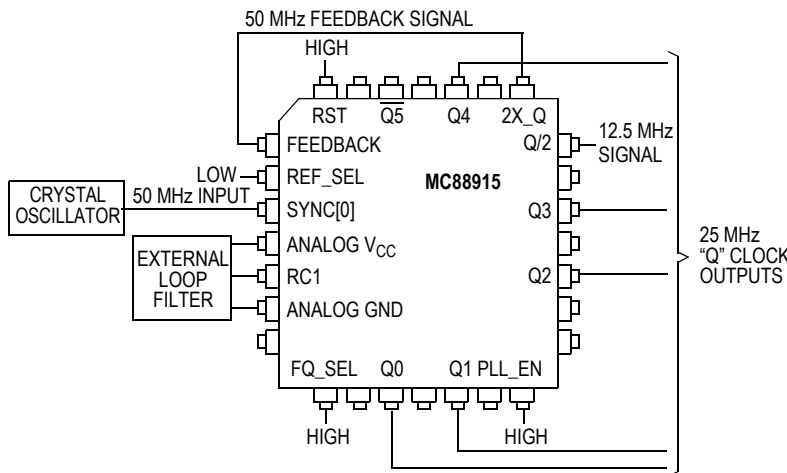 50 MHz FEEDBACK SIGNAL
HIGH
RST Q5 Q4 2X_Q
FEEDBACK
Q/2
12.5 MHz
SIGNAL
LOW
REF_SEL
MC88915
CRYSTAL
OSCILLATOR
50 MHz INPUT
SYNC[0]
Q3
ANALOG VCC
EXTERNAL
LOOP
FILTER
RC1
Q2
25 MHz
“Q” CLOCK
OUTPUTS
ANALOG GND
FQ_SEL Q0 Q1 PLL_EN
HIGH HIGH